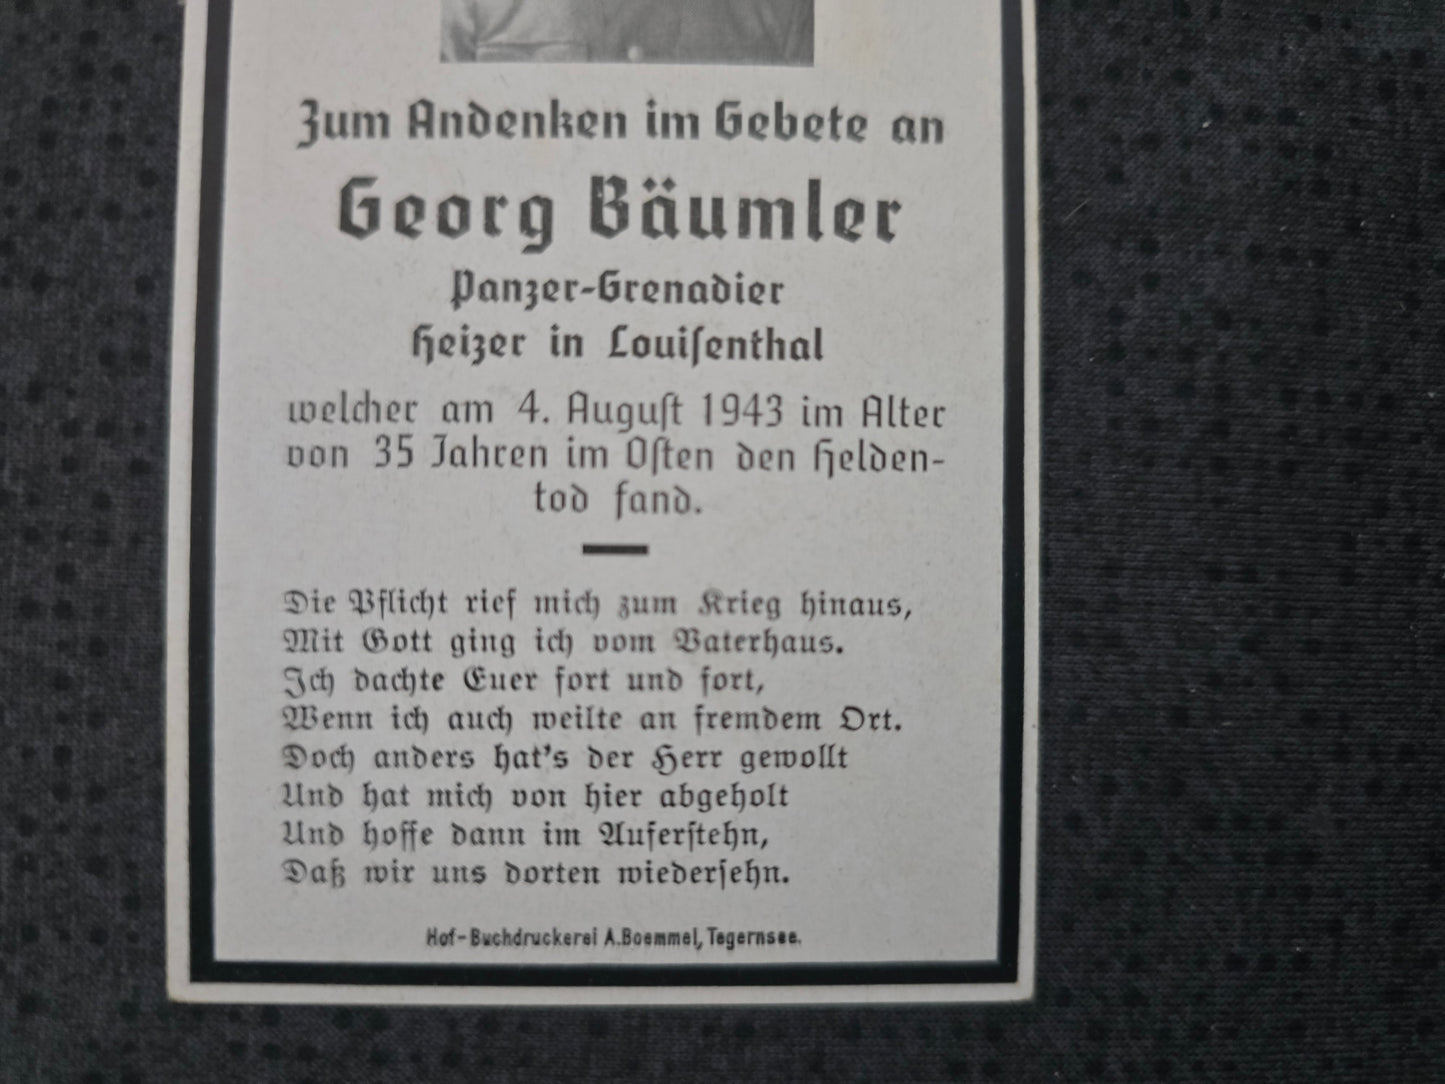 Zum Andenken im Gebete an
Georg Bäumler
Panzer-Grenadier
Heizer in Louiſenthal
welcher am 4. Auguſt 1943 im Alter
von 35 Jahren im Oſten den Helden-
tod fand.
Die Pflicht rief mich zum Krieg hinaus,
Mit Gott ging ich vom Vaterhaus.
Ich dachte Euer fort und fort,
Wenn ich auch weilte an fremdem Ort.
Doch anders hat's der Herr gewollt
Und hat mich von hier abgeholt
Und hoffe dann im Auferſtehn,
Daß wir uns dorten wiederſehn.
Hof-Buchdruckerei A.Boemmel, Tegernsee.